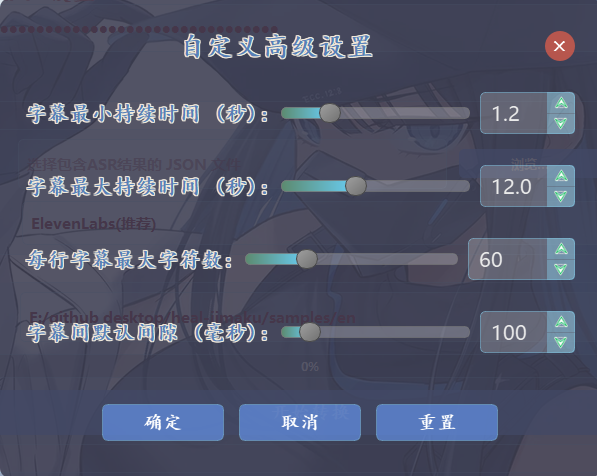 自定义高级设置
字幕最小持续时间（秒）： 1.2
选择包含ASR结果的 JSON 文件
浏览...
字幕最大持续时间（秒）： 12.0
ElevenLabs(推荐)
每行字幕最大字符数： 60
E:/github desktop/heal-jimaku/samples/en
字幕间默认间隙（毫秒）： 100
0%
确定 取消 重置